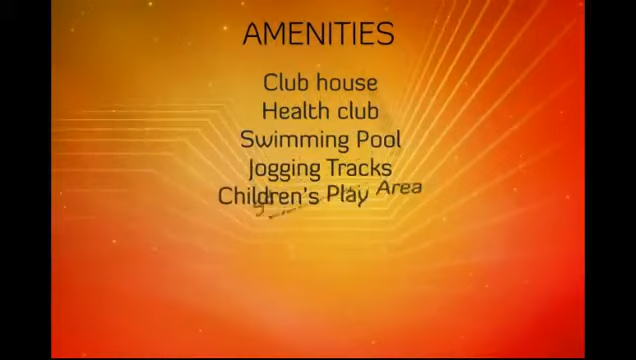 AMENITIES
Club house
Health club
Swimming Pool
Jogging Tracks
Children's Play Area